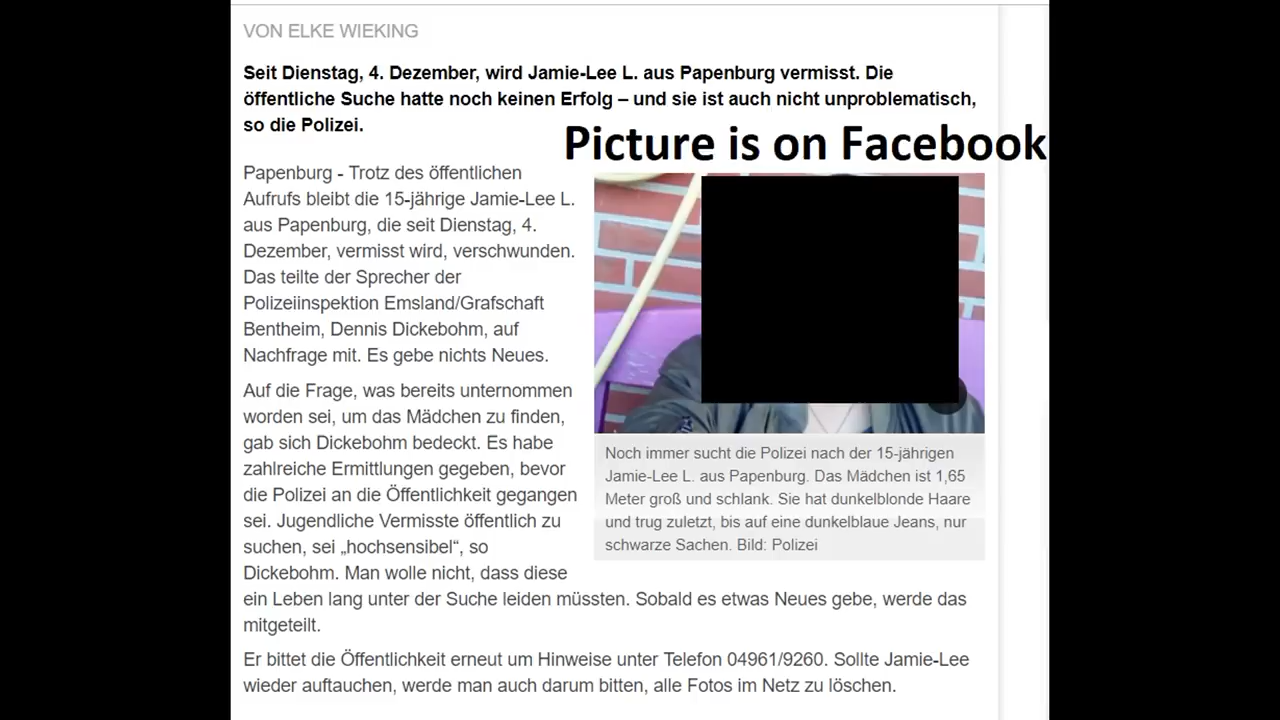 VON ELKE WIEKING
Seit Dienstag, 4. Dezember, wird Jamie-Lee L. aus Papenburg vermisst. Die
öffentliche Suche hatte noch keinen Erfolg – und sie ist auch nicht unproblematisch,
so die Polizei.
Picture is on Facebook
Papenburg - Trotz des öffentlichen
Aufrufs bleibt die 15-jährige Jamie-Lee L.
aus Papenburg, die seit Dienstag, 4.
Dezember, vermisst wird, verschwunden.
Das teilte der Sprecher der
Polizeiinspektion Emsland/Grafschaft
Bentheim, Dennis Dickebohm, auf
Nachfrage mit. Es gebe nichts Neues.
Auf die Frage, was bereits unternommen
worden sei, um das Mädchen zu finden,
gab sich Dickebohm bedeckt. Es habe
zahlreiche Ermittlungen gegeben, bevor
die Polizei an die Öffentlichkeit gegangen
sei. Jugendliche Vermisste öffentlich zu
suchen, sei „hochsensibel“, so
Dickebohm. Man wolle nicht, dass diese
ein Leben lang unter der Suche leiden müssten. Sobald es etwas Neues gebe, werde das
mitgeteilt.
Er bittet die Öffentlichkeit erneut um Hinweise unter Telefon 04961/9260. Sollte Jamie-Lee
wieder auftauchen, werde man auch darum bitten, alle Fotos im Netz zu löschen.
Noch immer sucht die Polizei nach der 15-jährigen
Jamie-Lee L. aus Papenburg. Das Mädchen ist 1,65
Meter groß und schlank. Sie hat dunkelblonde Haare
und trug zuletzt, bis auf eine dunkelblaue Jeans, nur
schwarze Sachen. Bild: Polizei